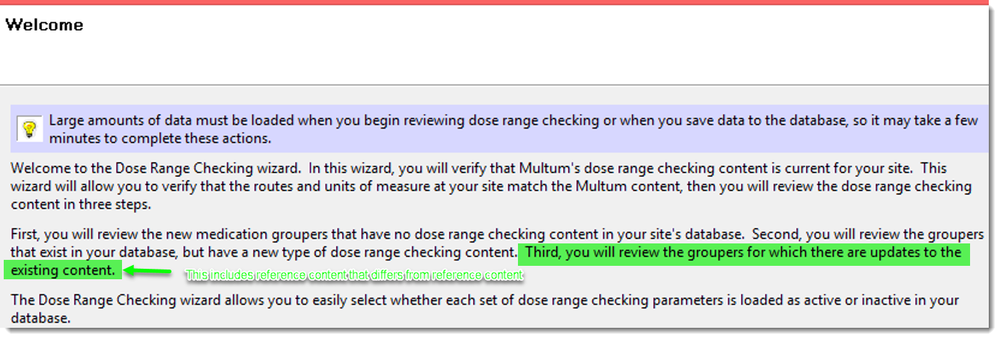 Welcome
Large amounts of data must be loaded when you begin reviewing dose range checking or when you save data to the database, so it may take a few
minutes to complete these actions.
Welcome to the Dose Range Checking wizard.  In this wizard, you will verify that Multum's dose range checking content is current for your site.  This
wizard will allow you to verify that the routes and units of measure at your site match the Multum content, then you will review the dose range checking
content in three steps.
First, you will review the new medication groupers that have no dose range checking content in your site's database.  Second, you will review the groupers
that exist in your database, but have a new type of dose range checking content.  Third, you will review the groupers for which there are updates to the
existing content.
This includes reference content that differs from reference content
The Dose Range Checking wizard allows you to easily select whether each set of dose range checking parameters is loaded as active or inactive in your
database.